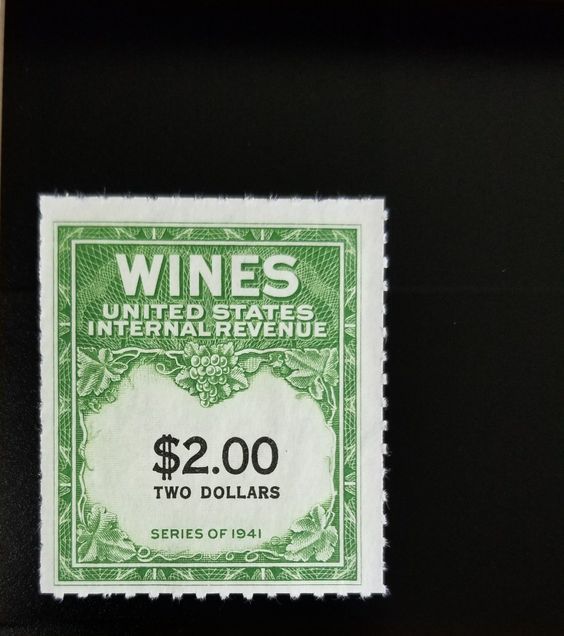 WINES
UNITED STATES
INTERNAL REVENUE
$2.00
TWO DOLLARS
SERIES OF 1941